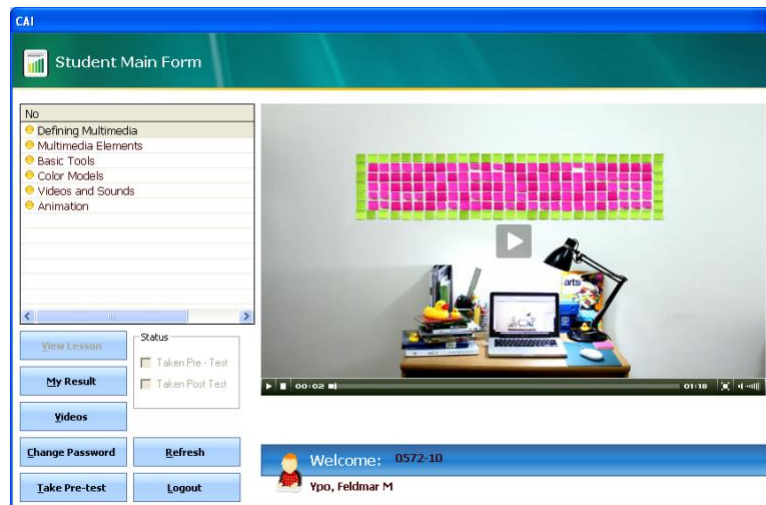 CAI
Student Main Form
No
Defining Multimedia
Multimedia Elements
Basic Tools
Color Models
Videos and Sounds
Animation
View Lesson
Status
Taken Pre - Test
Taken Post Test
My Result
Videos
Change Password
Refresh
Take Pre-test
Logout
arts
00:02
01:18
Welcome: 0572-10
Ypo, Feldmar M